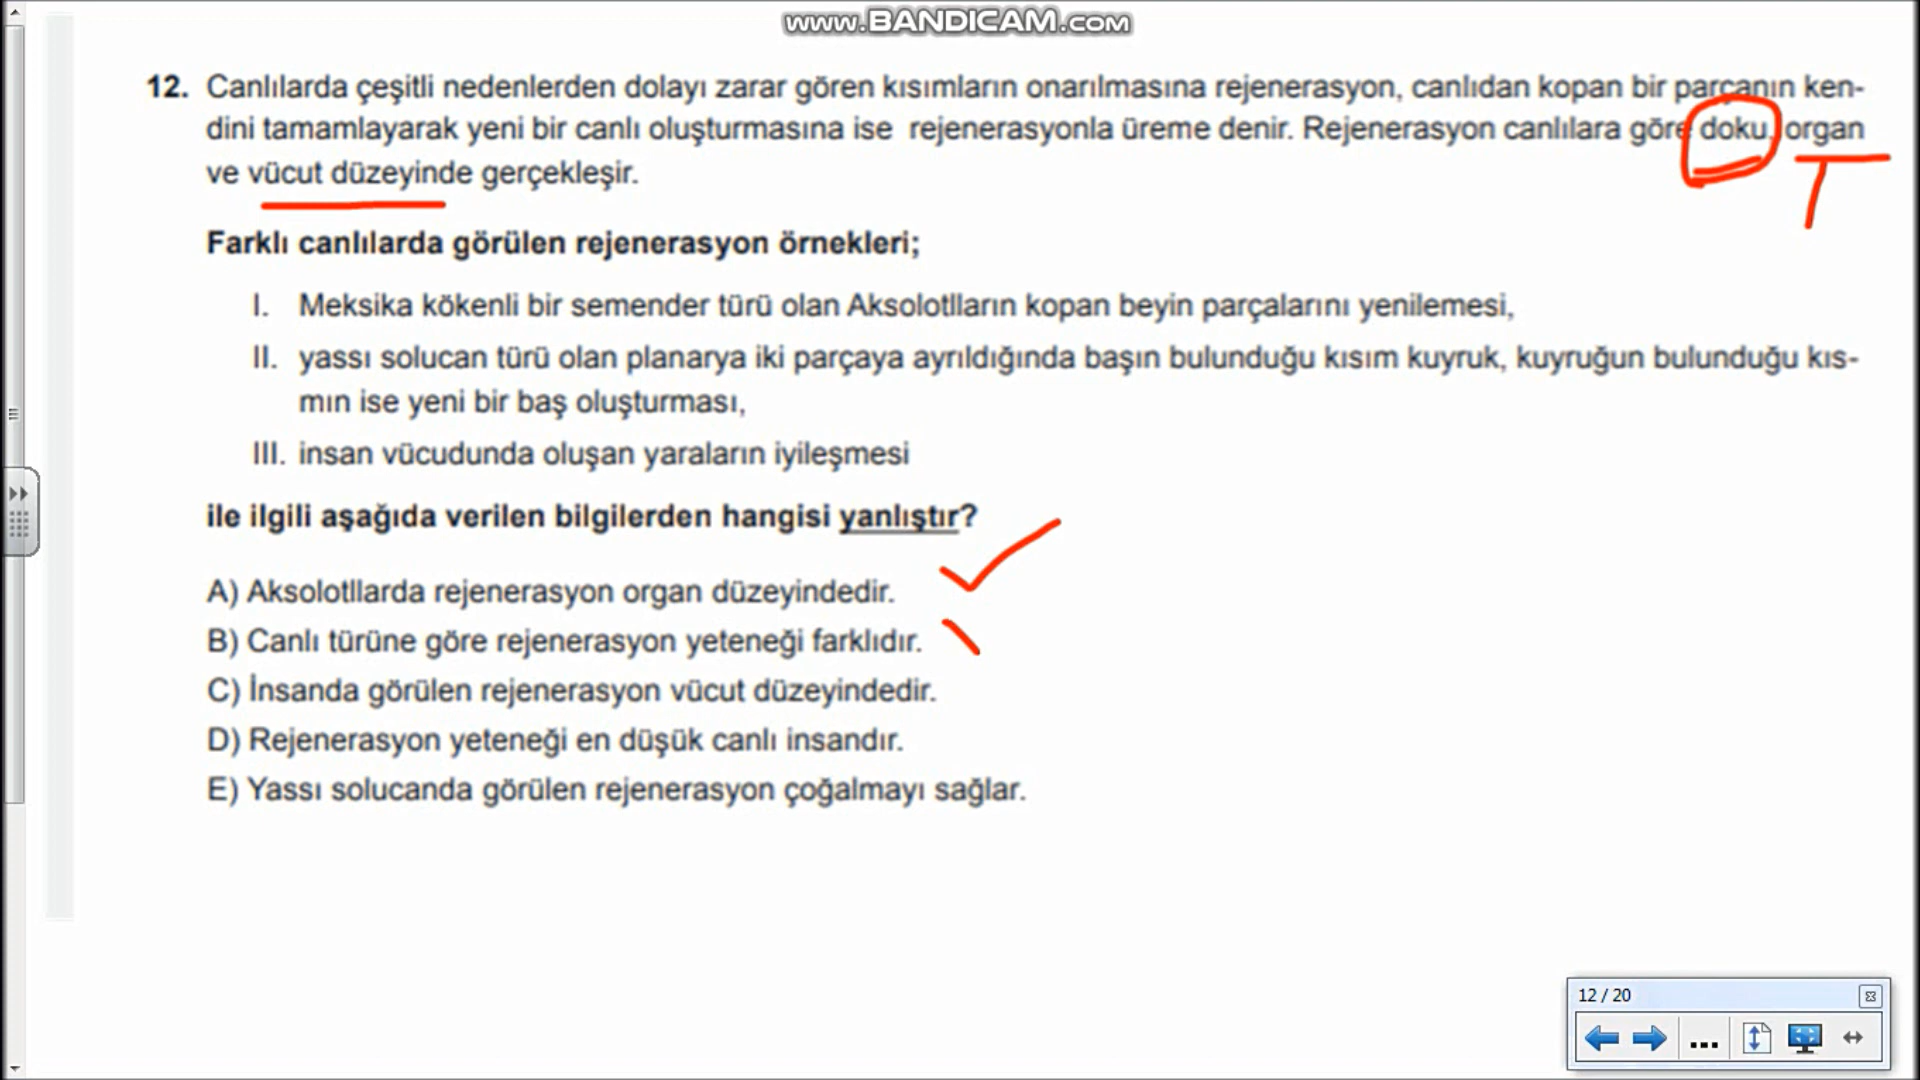 www.BANDICAM.com
12. Canlılarda çeşitli nedenlerden dolayı zarar gören kısımların onarılmasına rejenerasyon, canlıdan kopan bir parçanın ken-
dini tamamlayarak yeni bir canlı oluşturmasına ise rejenerasyonla üreme denir. Rejenerasyon canlılara göre doku, organ
ve vücut düzeyinde gerçekleşir.
Farklı canlılarda görülen rejenerasyon örnekleri;
I. Meksika kökenli bir semender türü olan Aksolotlların kopan beyin parçalarını yenilemesi,
II. yassı solucan türü olan planarya iki parçaya ayrıldığında başın bulunduğu kısım kuyruk, kuyruğun bulunduğu kıs-
mın ise yeni bir baş oluşturması,
III. insan vücudunda oluşan yaraların iyileşmesi
ile ilgili aşağıda verilen bilgilerden hangisi yanlıştır?
A) Aksolotllarda rejenerasyon organ düzeyindedir.
B) Canlı türüne göre rejenerasyon yeteneği farklıdır.
C) İnsanda görülen rejenerasyon vücut düzeyindedir.
D) Rejenerasyon yeteneği en düşük canlı insandır.
E) Yassı solucanda görülen rejenerasyon çoğalmayı sağlar.
12 / 20